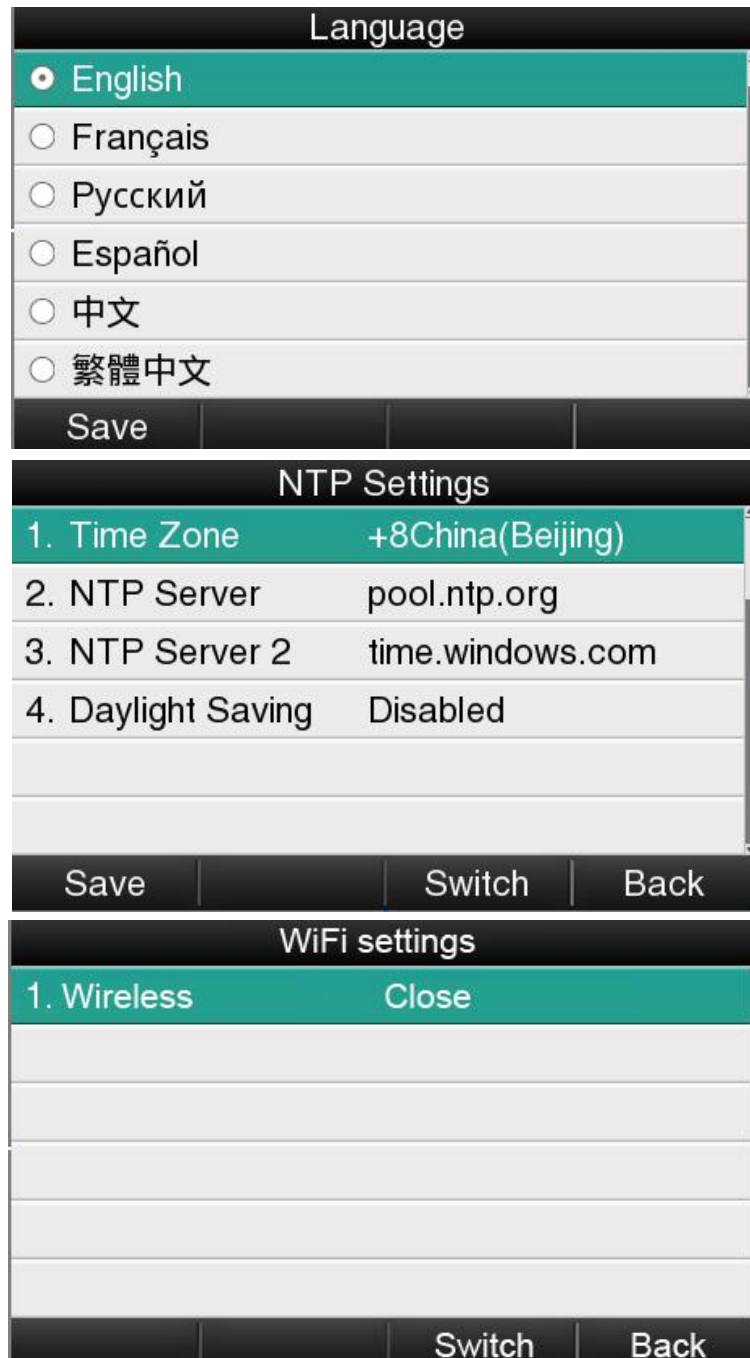 Language
English
Français
Русский
Español
中文
繁體中文
Save
NTP Settings
1. Time Zone +8China(Beijing)
2. NTP Server pool.ntp.org
3. NTP Server 2 time.windows.com
4. Daylight Saving Disabled
Save Switch Back
WiFi settings
1. Wireless Close
Switch Back